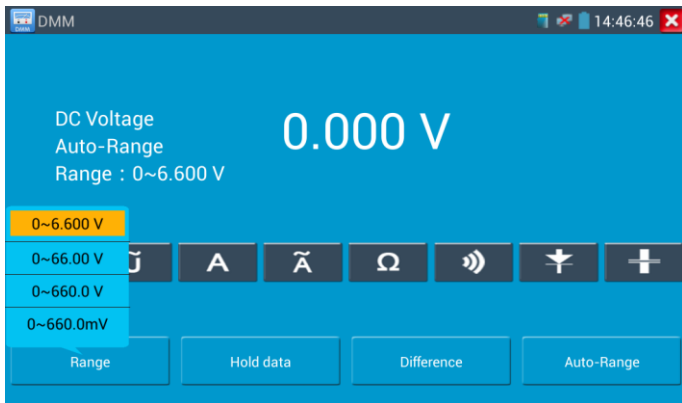 DMM
DMM
14:46:46
DC Voltage
0.000 V
Auto-Range
Range : 0~6.600 V
0~6.600 V
0~66.00 V
0~660.0 V
0~660.0mV
A
Ã
Ω
Range
Hold data
Difference
Auto-Range